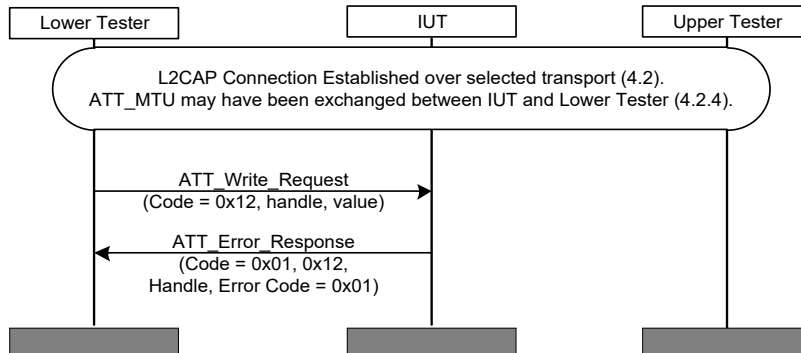 Lower Tester
IUT
Upper Tester
L2CAP Connection Established over selected transport (4.2).
ATT_MTU may have been exchanged between IUT and Lower Tester (4.2.4).
ATT_Write_Request
(Code = 0x12, handle, value)
ATT_Error_Response
(Code = 0x01, 0x12,
Handle, Error Code = 0x01)